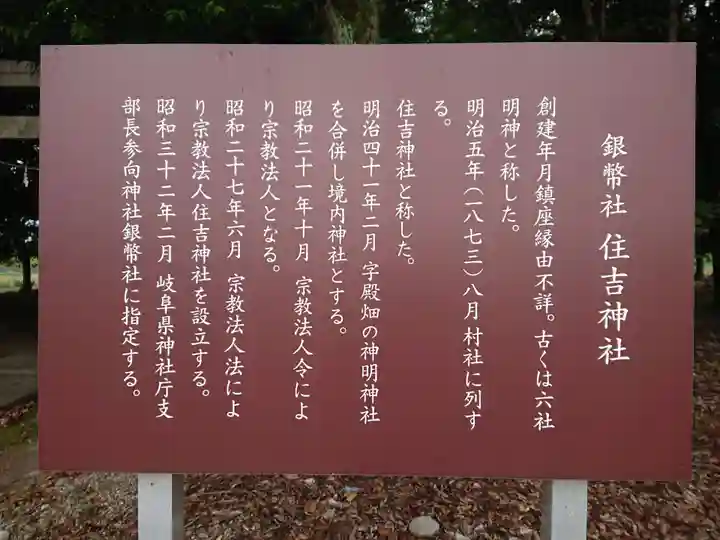 銀幣社 住吉神社
創建年月鎮座縁由不詳。古くは六社
明神と称した。
明治五年(一八七三)八月 村社に列す
る。
住吉神社と称した。
明治四十一年二月 字殿畑の神明神社
を合併し境内神社とする。
昭和二十一年十月 宗教法人令によ
り宗教法人となる。
昭和二十七年六月 宗教法人法によ
り宗教法人住吉神社を設立する。
昭和三十二年二月 岐阜県神社庁支
部長参向神社銀幣社に指定する。